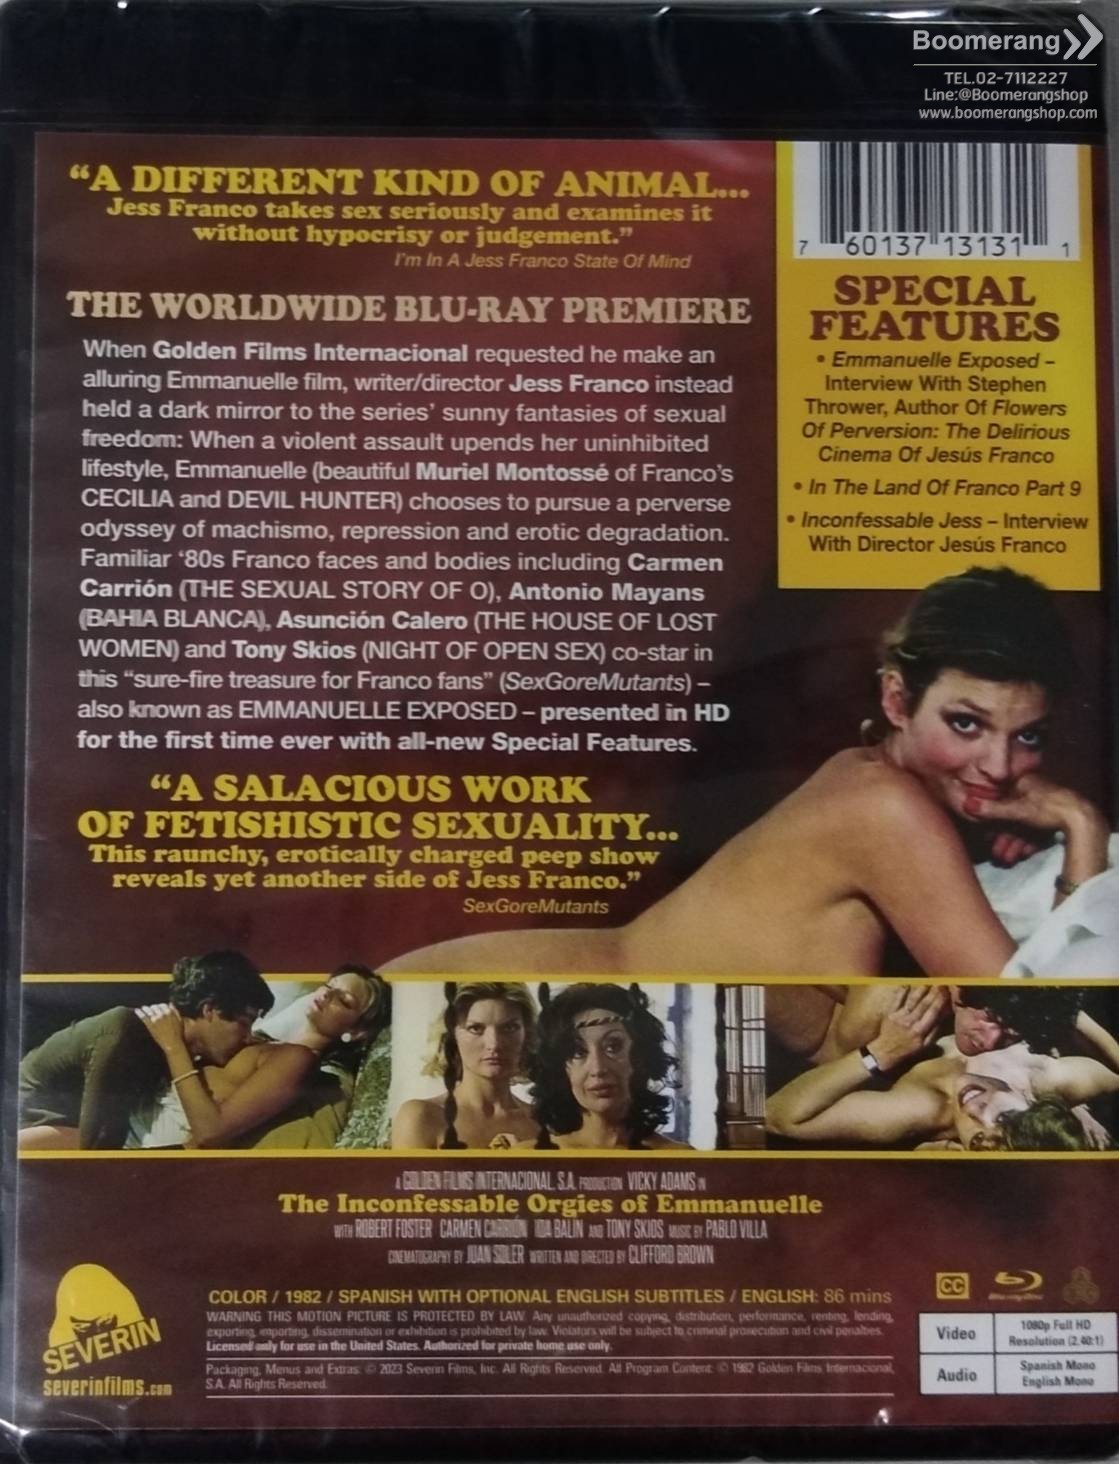 Boomerang
TEL.02-7112227
Line:@Boomerangshop
www.boomerangshop.com
“A DIFFERENT KIND OF ANIMAL...
Jess Franco takes sex seriously and examines it
without hypocrisy or judgement.”
I'm In A Jess Franco State Of Mind
THE WORLDWIDE BLU-RAY PREMIERE
When Golden Films Internacional requested he make an
alluring Emmanuelle film, writer/director Jess Franco instead
held a dark mirror to the series’ sunny fantasies of sexual
freedom: When a violent assault upends her uninhibited
lifestyle, Emmanuelle (beautiful Muriel Montossé of Franco’s
CECILIA and DEVIL HUNTER) chooses to pursue a perverse
odyssey of machismo, repression and erotic degradation.
Familiar ‘80s Franco faces and bodies including Carmen
Carrión (THE SEXUAL STORY OF O), Antonio Mayans
(BAHIA BLANCA), Asunción Calero (THE HOUSE OF LOST
WOMEN) and Tony Skios (NIGHT OF OPEN SEX) co-star in
this “sure-fire treasure for Franco fans” (SexGoreMutants) –
also known as EMMANUELLE EXPOSED – presented in HD
for the first time ever with all-new Special Features.
“A SALACIOUS WORK
OF FETISHISTIC SEXUALITY...
This raunchy, erotically charged peep show
reveals yet another side of Jess Franco.”
SexGoreMutants
7 60137 13131 1
SPECIAL
FEATURES
• Emmanuelle Exposed –
Interview With Stephen
Thrower, Author Of Flowers
Of Perversion: The Delirious
Cinema Of Jesús Franco
• In The Land Of Franco Part 9
• Inconfessable Jess – Interview
With Director Jesús Franco
A GOLDEN FILMS INTERNACIONAL, S.A. PRODUCTION VICKY ADAMS IN
The Inconfessable Orgies of Emmanuelle
WITH ROBERT FOSTER CARMEN CARRIÓN IDA BALIN AND TONY SKIOS MUSIC BY PABLO VILLA
CINEMATOGRAPHY BY JUAN SOLER WRITTEN AND DIRECTED BY CLIFFORD BROWN
SEVERIN
severinfilms.com
COLOR / 1982 / SPANISH WITH OPTIONAL ENGLISH SUBTITLES / ENGLISH: 86 mins
WARNING THIS MOTION PICTURE IS PROTECTED BY LAW. Any unauthorized copying, distribution, performance, renting, lending,
exporting, importing, dissemination or exhibition is prohibited by law. Violators will be subject to criminal prosecution and civil penalties.
Licensed only for use in the United States. Authorized for private home use only.
Packaging, Menus and Extras: © 2023 Severin Films, Inc. All Rights Reserved. All Program Content: © 1982 Golden Films Internacional,
S.A. All Rights Reserved.
CC
Video
1080p Full HD
Resolution (2.40:1)
Audio
Spanish Mono
English Mono